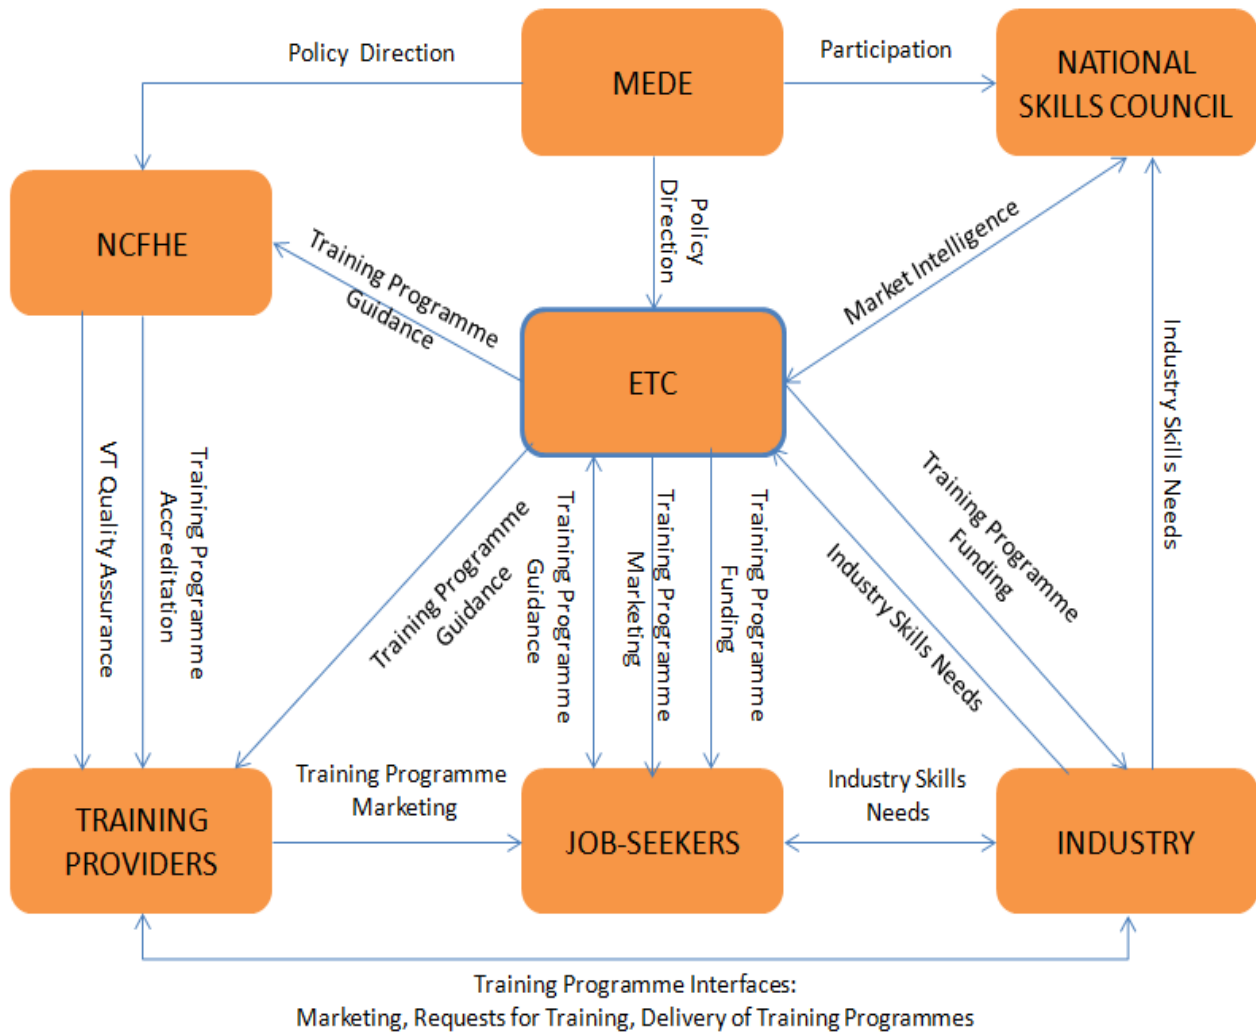 Policy  Direction
MEDE
Participation
NATIONAL
SKILLS COUNCIL
NCFHE
Training Programme
Guidance
Policy
Direction
Market Intelligence
ETC
Industry Skills Needs
VT Quality Assurance
Training Programme
Accreditation
Training Programme
Guidance
Training Programme
Guidance
Training Programme
Marketing
Training Programme
Funding
Industry Skills Needs
Training Programme
Funding
TRAINING
PROVIDERS
Training Programme
Marketing
JOB-SEEKERS
Industry Skills
Needs
INDUSTRY
Training Programme Interfaces:
Marketing, Requests for Training, Delivery of Training Programmes